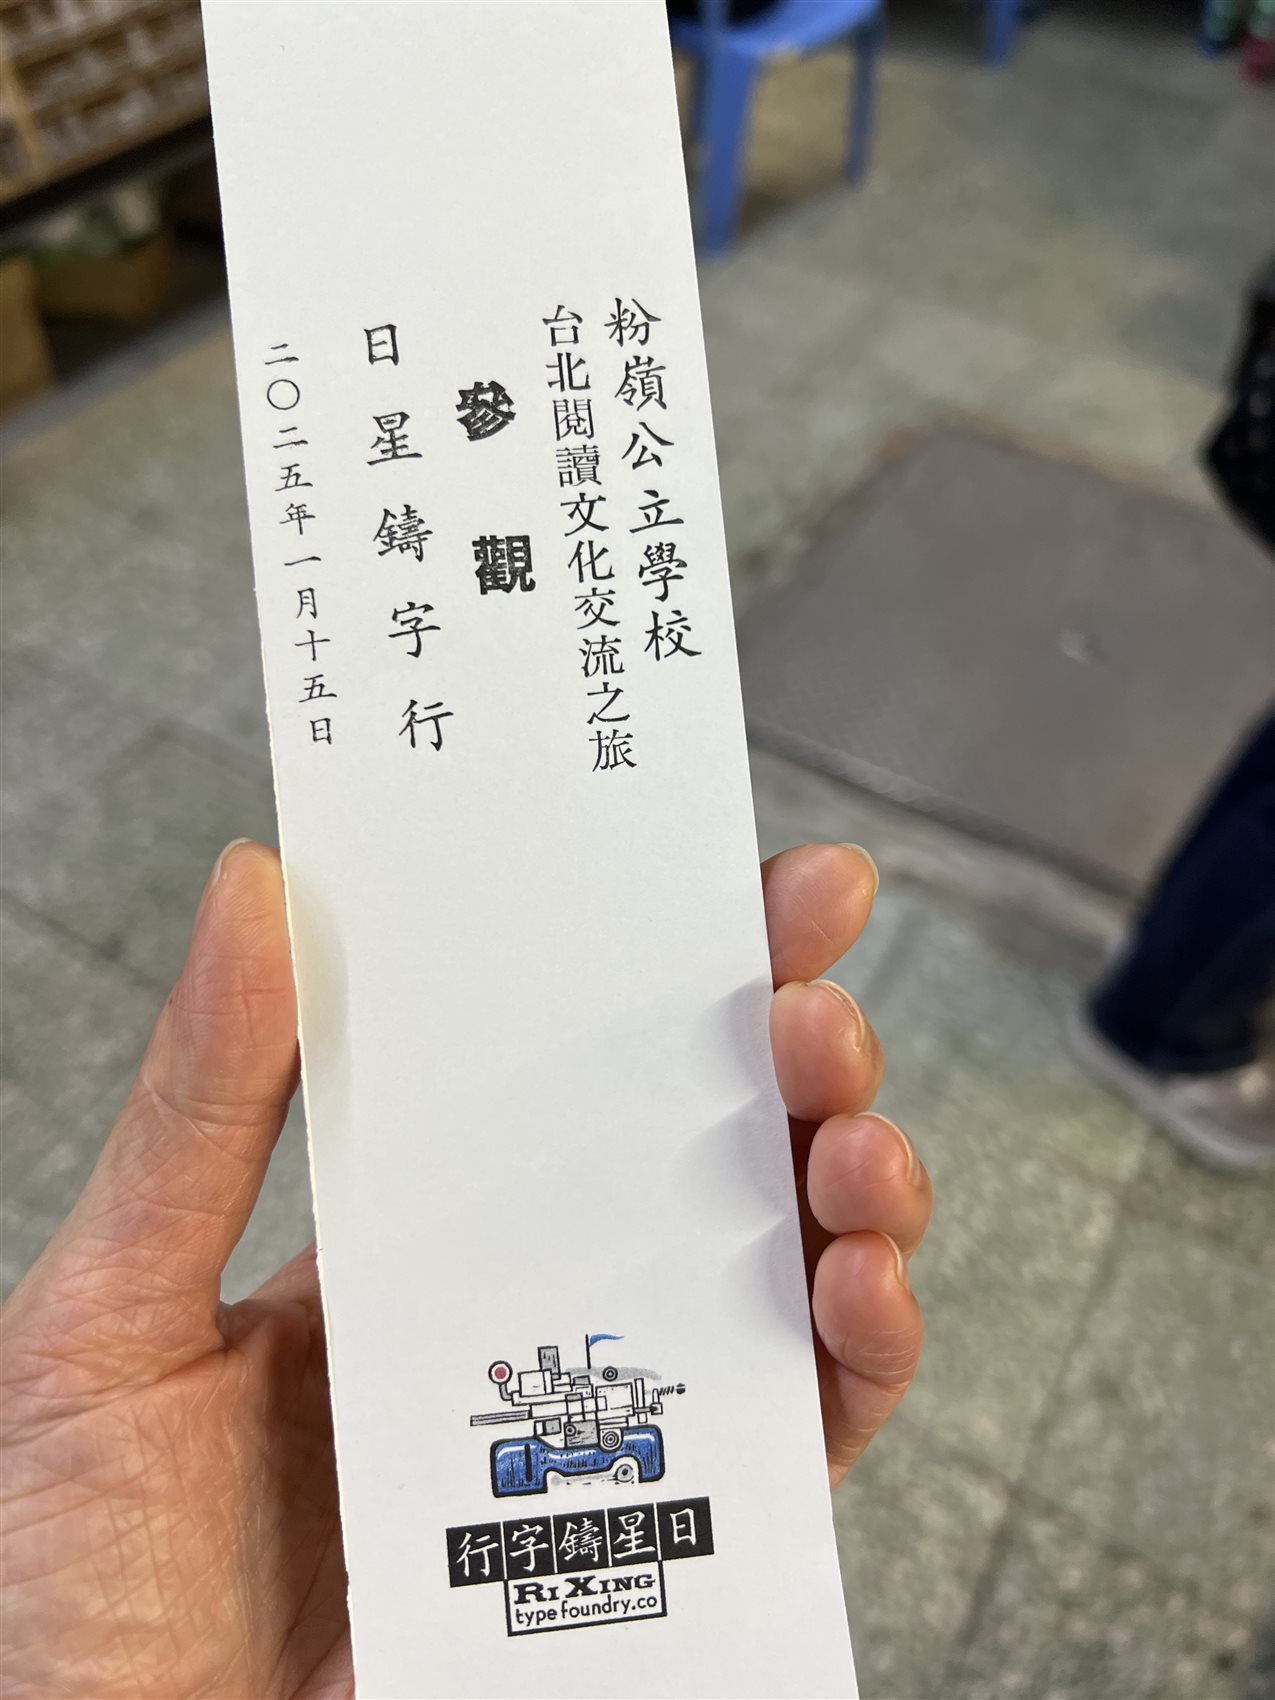 粉嶺公立學校
台北閱讀文化交流之旅
參觀
日星鑄字行
二〇二五年一月十五日
行字鑄星日
RI XING
typefoundry.co